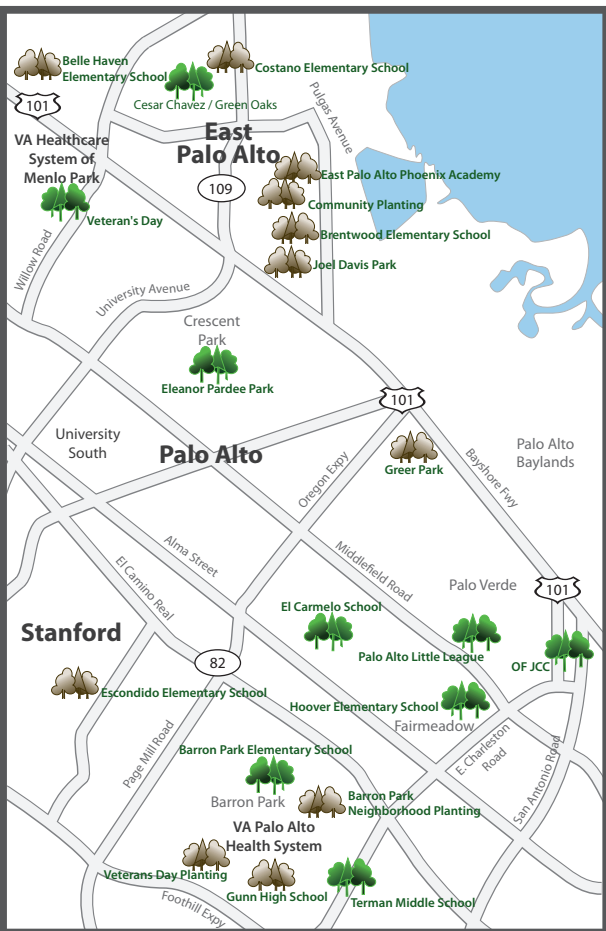 Belle Haven
Elementary School
Costano Elementary School
Cesar Chavez / Green Oaks
101
Pulgas Avenue
VA Healthcare
System of
Menlo Park
East
Palo Alto
109
East Palo Alto Phoenix Academy
Community Planting
Veteran's Day
Brentwood Elementary School
Willow Road
Joel Davis Park
University Avenue
Crescent
Park
Eleanor Pardee Park
101
University
South
Palo Alto
Greer Park
Palo Alto
Baylands
Oregon Expy
Bayshore Fwy
Alma Street
Middlefield Road
El Camino Real
Palo Verde
101
El Carmelo School
Stanford
Palo Alto Little League
OF JCC
82
Escondido Elementary School
Hoover Elementary School
Fairmeadow
E. Charleston
Road
Page Mill Road
San Antonio Road
Barron Park Elementary School
Barron Park
Barron Park
Neighborhood Planting
VA Palo Alto
Health System
Veterans Day Planting
Gunn High School
Terman Middle School
Foothill Expy